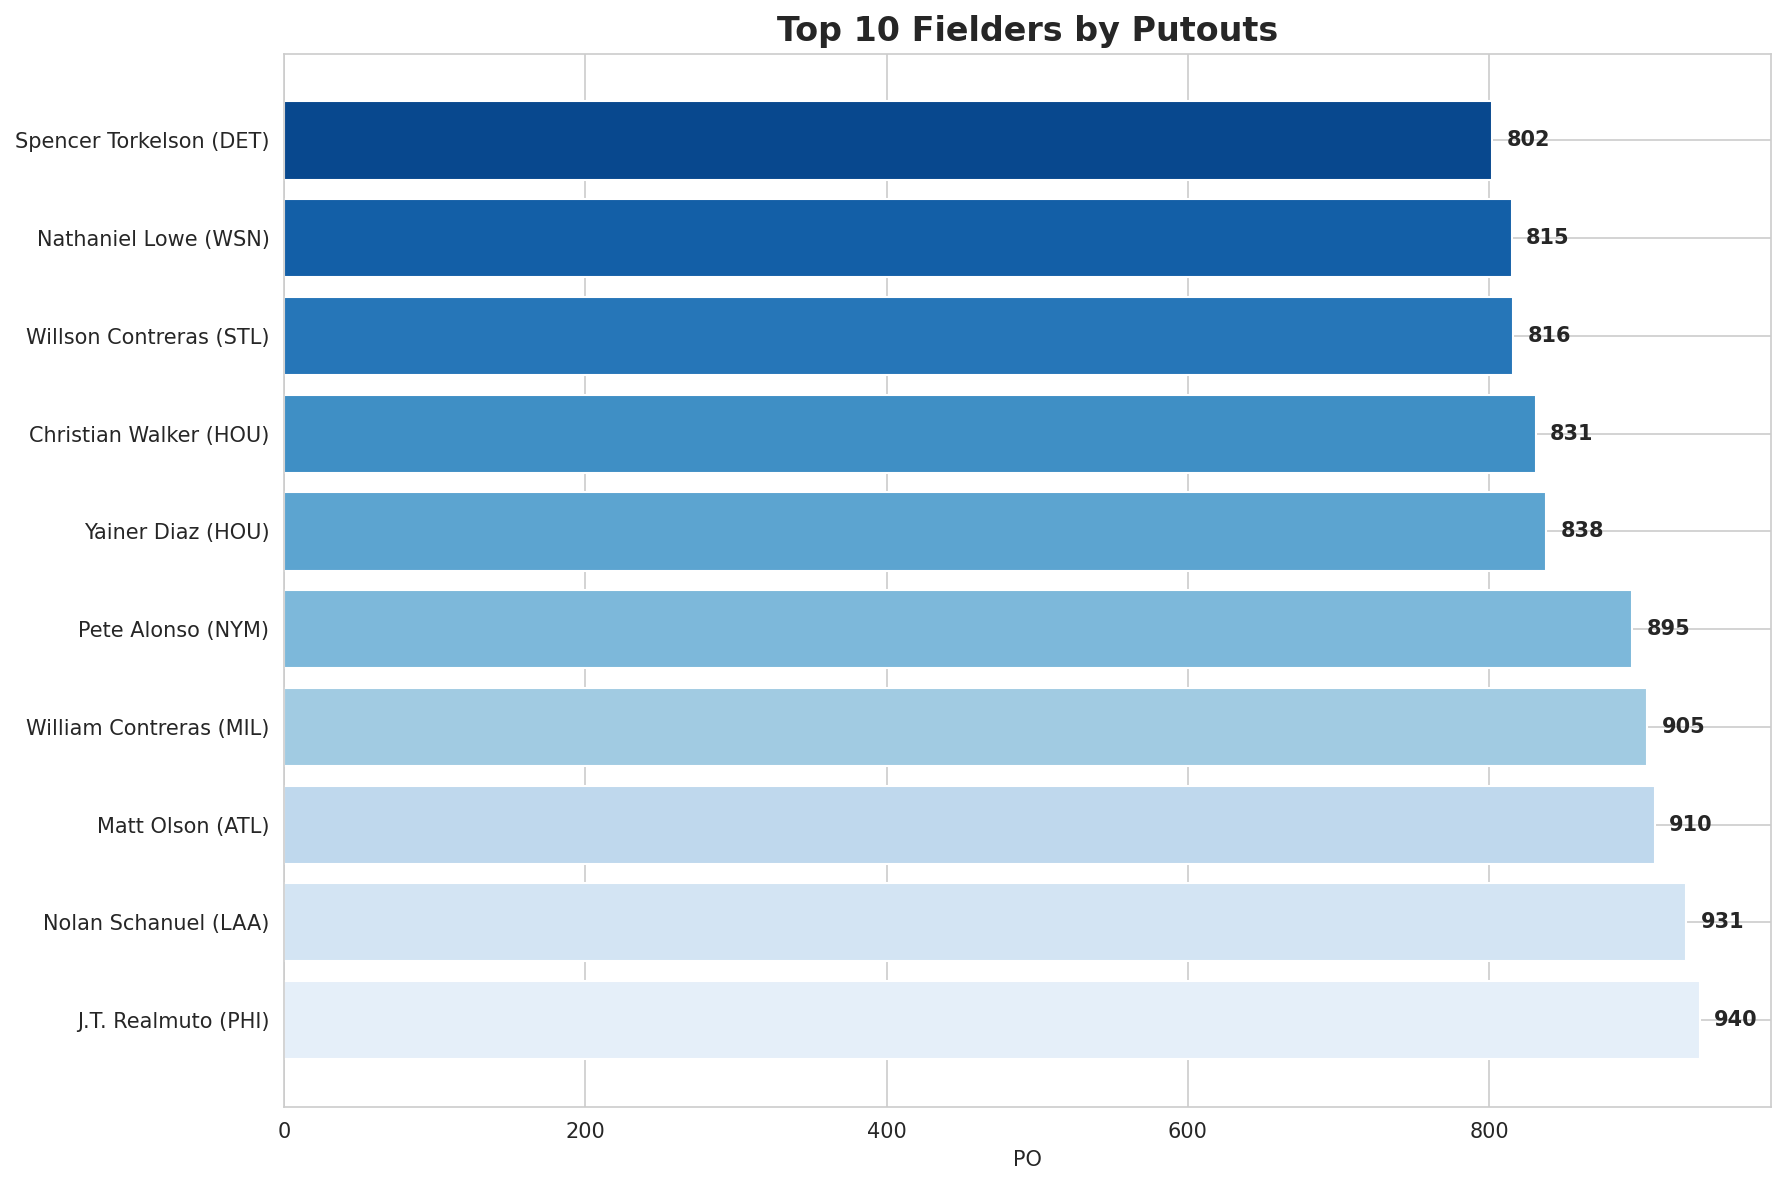 Top 10 Fielders by Putouts
Spencer Torkelson (DET) 802
Nathaniel Lowe (WSN) 815
Willson Contreras (STL) 816
Christian Walker (HOU) 831
Yainer Diaz (HOU) 838
Pete Alonso (NYM) 895
William Contreras (MIL) 905
Matt Olson (ATL) 910
Nolan Schanuel (LAA) 931
J.T. Realmuto (PHI) 940
0 200 400 600 800
PO